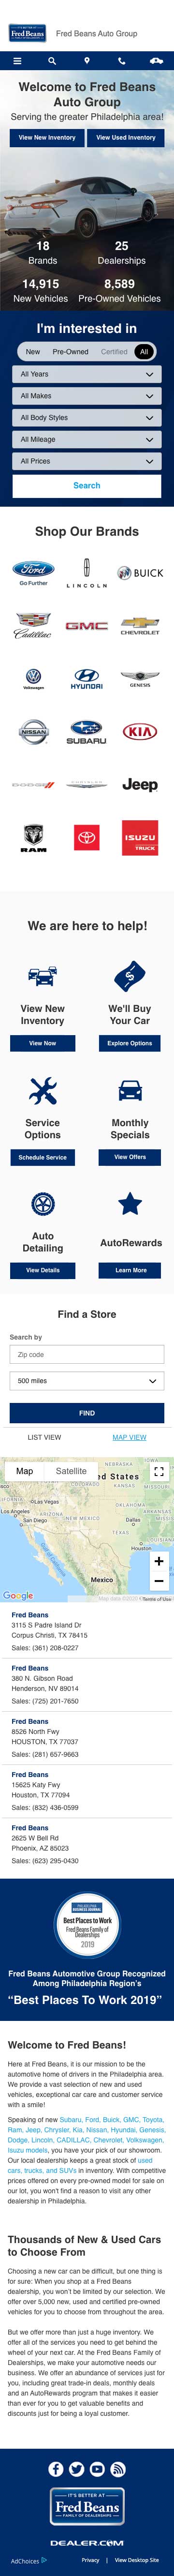 Fred Beans
Fred Beans Auto Group
Welcome to Fred Beans
Auto Group
Serving the greater Philadelphia area!
View New Inventory
View Used Inventory
18
Brands
25
Dealerships
14,915
New Vehicles
8,589
Pre-Owned Vehicles
I'm interested in
New
Pre-Owned
Certified
All
All Years
All Makes
All Body Styles
All Mileage
All Prices
Search
Shop Our Brands
Ford
Go Further
LINCOLN
BUICK
Cadillac
GMC
CHEVROLET
Volkswagen
HYUNDAI
GENESIS
NISSAN
SUBARU
KIA
DODGE
CHRYSLER
Jeep
RAM
ISUZU
TRUCK
We are here to help!
View New
Inventory
View Now
We'll Buy
Your Car
Explore Options
Service
Options
Schedule Service
Monthly
Specials
View Offers
Auto
Detailing
View Details
AutoRewards
Learn More
Find a Store
Search by
Zip code
500 miles
FIND
LIST VIEW
MAP VIEW
Map
Satellite
NEBRASKA
IOWA
ed States
COLORADO
KANSAS
MISSOUR
Las Vegas
OKLAHOMA
ARKANSAS
Los Angeles
ARIZONA
NEW MEXICO
San Diego
Dallas
TEXAS
Houston
Mexico
Google
Terms of Use
Fred Beans
3115 S Padre Island Dr
Corpus Christi, TX 78415
Sales: (361) 208-0227
Fred Beans
380 N. Gibson Road
Henderson, NV 89014
Sales: (725) 201-7650
Fred Beans
8526 North Fwy
HOUSTON, TX 77037
Sales: (281) 657-9663
Fred Beans
15625 Katy Fwy
Houston, TX 77094
Sales: (832) 436-0599
Fred Beans
2625 W Bell Rd
Phoenix, AZ 85023
Sales: (623) 295-0430
PHILADELPHIA
BUSINESS JOURNAL
Best Places to Work
Fred Beans Family of
Dealerships
2019
Fred Beans Automotive Group Recognized
Among Philadelphia Region's
“Best Places To Work 2019”
Welcome to Fred Beans!
Here at Fred Beans, it is our mission to be the
automotive home of drivers in the Philadelphia area.
We provide a vast selection of new and used
vehicles, exceptional car care and customer service
with a smile!
Speaking of new Subaru, Ford, Buick, GMC, Toyota,
Ram, Jeep, Chrysler, Kia, Nissan, Hyundai, Genesis,
Dodge, Lincoln, CADILLAC, Chevrolet, Volkswagen,
Isuzu models, you have your pick of our showroom.
Our local dealership keeps a great stock of used
cars, trucks, and SUVs in inventory. With competitive
prices offered on every pre-owned model for sale on
our lot, you won't find a need to visit any other
dealership in Philadelphia.
Thousands of New & Used Cars
to Choose From
Choosing a new car can be difficult, but one thing is
for sure: When you shop at a Fred Beans
dealership, you won't be limited by our selection. We
offer over 5,000 new, used and certified pre-owned
vehicles for you to choose from throughout the area.
But we offer more than just a huge inventory. We
offer all of the services you need to get behind the
wheel of your next car. At the Fred Beans Family of
Dealerships, we make your automotive needs our
business. We offer an abundance of services just for
you, including great trade-in deals, monthly deals
and an AutoRewards program that makes it easier
than ever for you to get valuable benefits and
discounts just for being a loyal customer.
IT'S BETTER AT
Fred Beans
FAMILY OF DEALERSHIPS
DEALER.COM
AdChoices
Privacy | View Desktop Site